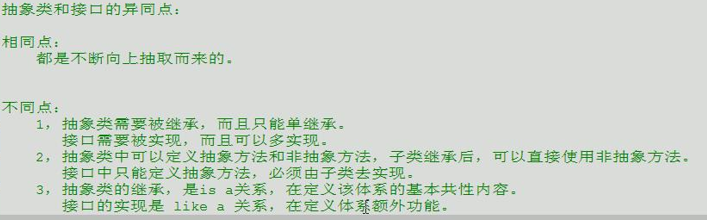 抽象类和接口的异同点：
相同点：
都是不断向上抽取而来的。
不同点：
1，抽象类需要被继承，而且只能单继承。
接口需要被实现，而且可以多实现。
2，抽象类中可以定义抽象方法和非抽象方法，子类继承后，可以直接使用非抽象方法。
接口中只能定义抽象方法，必须由子类去实现。
3，抽象类的继承，是is a关系，在定义该体系的基本共性内容。
接口的实现是 like a 关系，在定义体系额外功能。